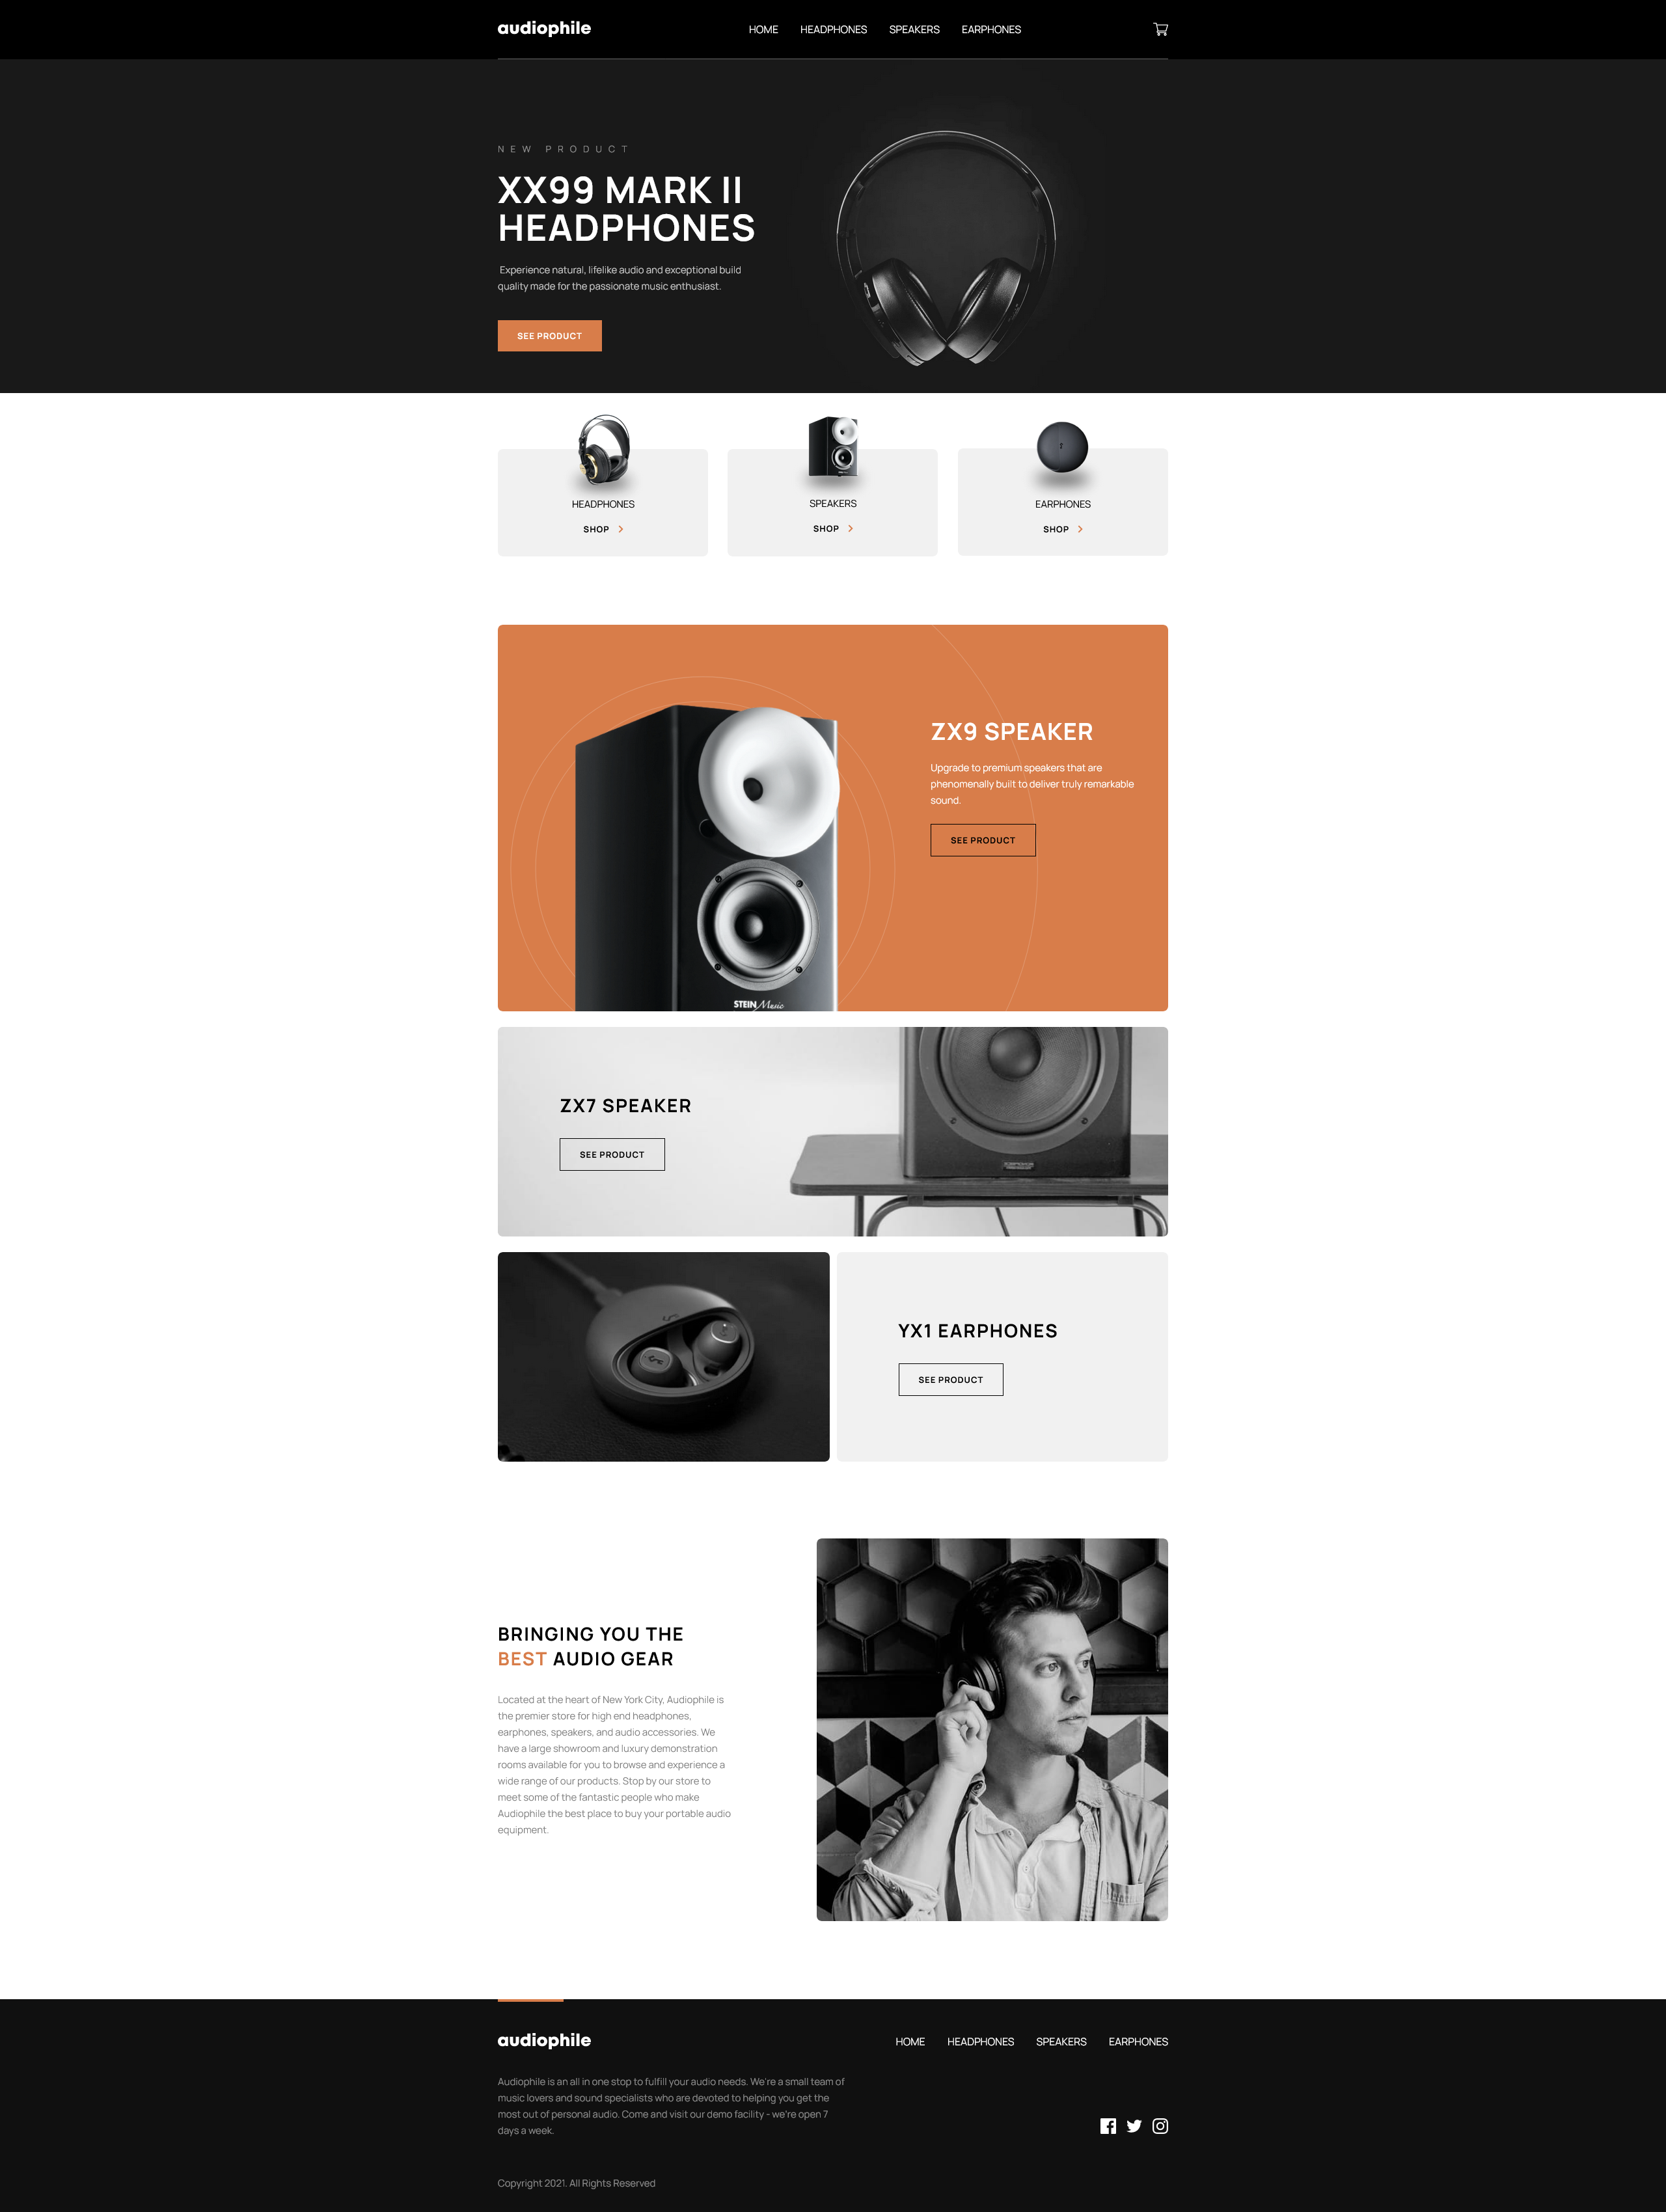 audiophile
HOME HEADPHONES SPEAKERS EARPHONES
NEW PRODUCT
XX99 MARK II
HEADPHONES
Experience natural, lifelike audio and exceptional build
quality made for the passionate music enthusiast.
SEE PRODUCT
HEADPHONES
SHOP
SPEAKERS
SHOP
EARPHONES
SHOP
ZX9 SPEAKER
Upgrade to premium speakers that are
phenomenally built to deliver truly remarkable
sound.
SEE PRODUCT
STEIN Music
ZX7 SPEAKER
SEE PRODUCT
YX1 EARPHONES
SEE PRODUCT
BRINGING YOU THE
BEST AUDIO GEAR
Located at the heart of New York City, Audiophile is
the premier store for high end headphones,
earphones, speakers, and audio accessories. We
have a large showroom and luxury demonstration
rooms available for you to browse and experience a
wide range of our products. Stop by our store to
meet some of the fantastic people who make
Audiophile the best place to buy your portable audio
equipment.
audiophile
HOME HEADPHONES SPEAKERS EARPHONES
Audiophile is an all in one stop to fulfill your audio needs. We're a small team of
music lovers and sound specialists who are devoted to helping you get the
most out of personal audio. Come and visit our demo facility - we're open 7
days a week.
Copyright 2021. All Rights Reserved